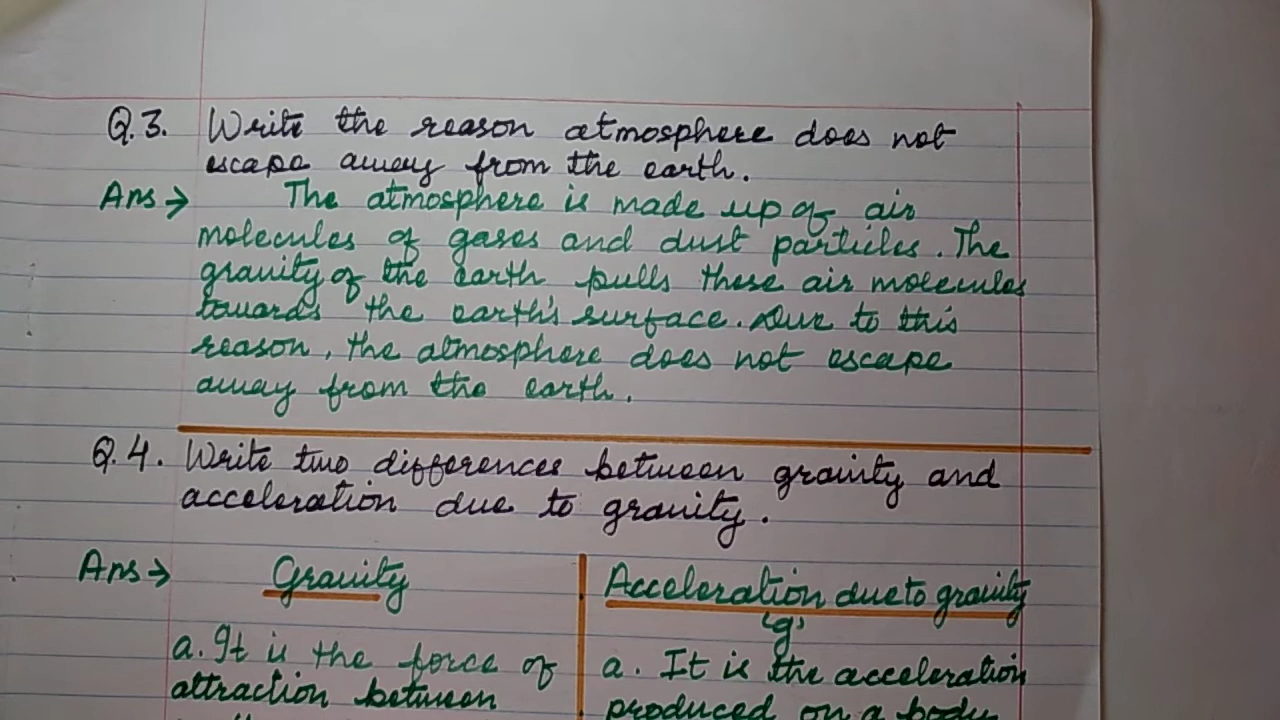 Q.3. Write the reason atmosphere does not
escape away from the earth.
Ans → The atmosphere is made up of air
molecules of gases and dust particles. The
gravity of the earth pulls these air molecules
towards the earth's surface. Due to this
reason, the atmosphere does not escape
away from the earth.
Q.4. Write two differences between gravity and
acceleration due to gravity.
Ans → Gravity
a. It is the force of
attraction between
Acceleration due to gravity
'g'
a. It is the acceleration
produced on a body